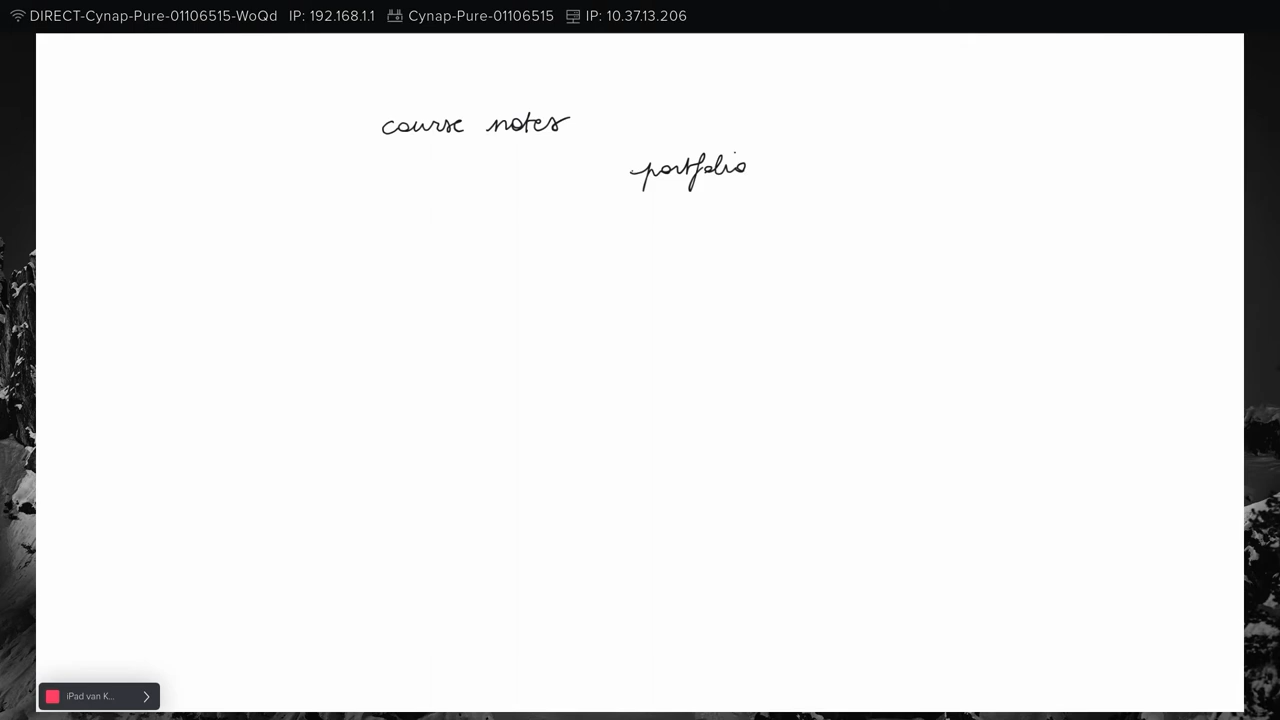 DIRECT-Cynap-Pure-01106515-WoQd IP: 192.168.1.1 Cynap-Pure-01106515 IP: 10.37.13.206
course notes
portfolio
iPad van K...